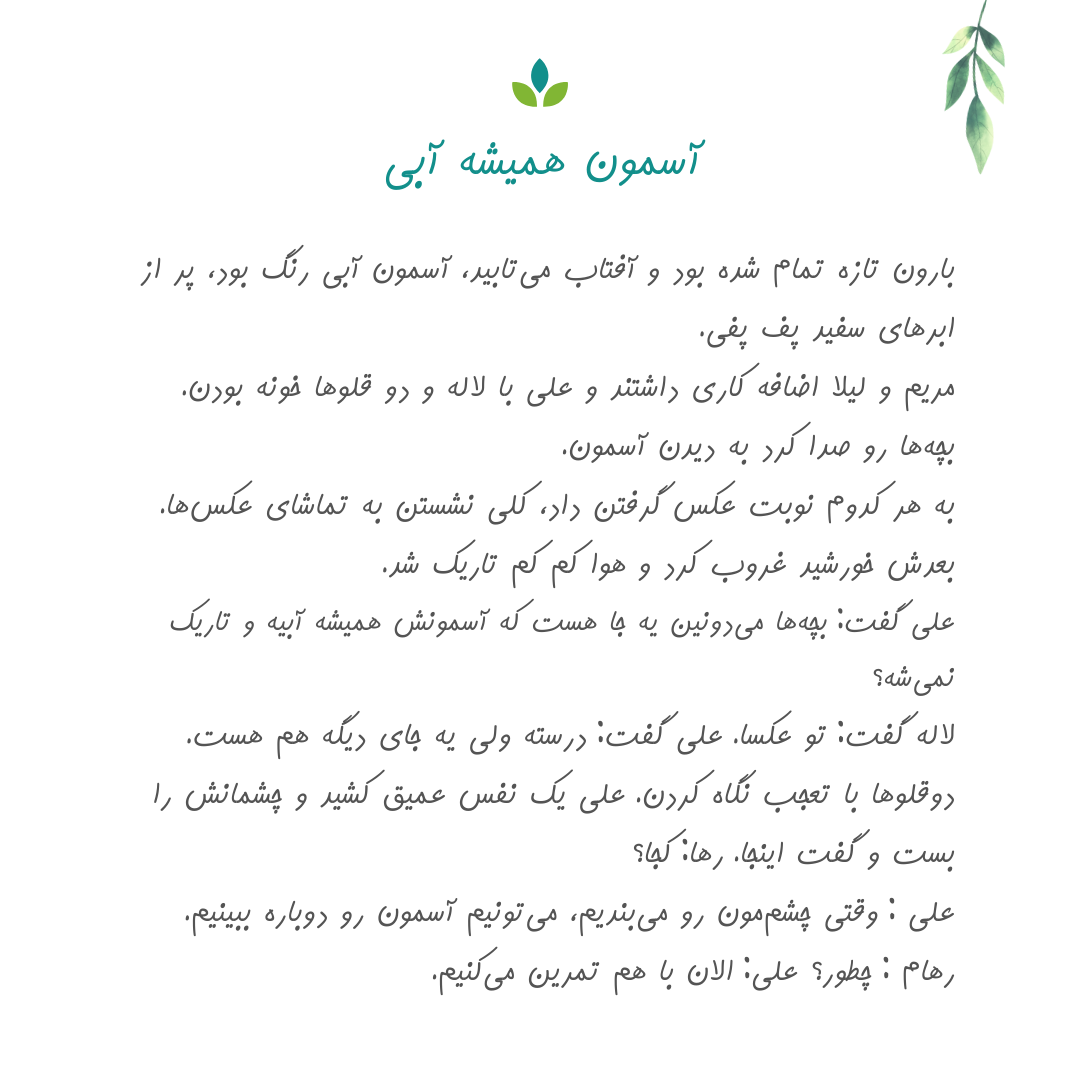 آسمون همیشه آبی
بارون تازه تمام شده بود و آفتاب می‌تابید، آسمون آبی رنگ بود، پر از
ابرهای سفید پف پفی.
مریم و لیلا اضافه کاری داشتند و علی با لاله و دو قلوها خونه بودن.
بچه‌ها رو صدا کرد به دیدن آسمون.
به هر کدوم نوبت عکس گرفتن داد، کلی نشستن به تماشای عکس‌ها.
بعدش خورشید غروب کرد و هوا کم کم تاریک شد.
علی گفت: بچه‌ها می‌دونین یه جا هست که آسمونش همیشه آبیه و تاریک
نمی‌شه؟
لاله گفت: تو عکسا. علی گفت: درسته ولی یه جای دیگه هم هست.
دوقلوها با تعجب نگاه کردن. علی یک نفس عمیق کشید و چشمانش را
بست و گفت اینجا. رها: کجا؟
علی : وقتی چشم‌مون رو می‌بندیم، می‌تونیم آسمون رو دوباره ببینیم.
رهام : چطور؟ علی: الان با هم تمرین می‌کنیم.